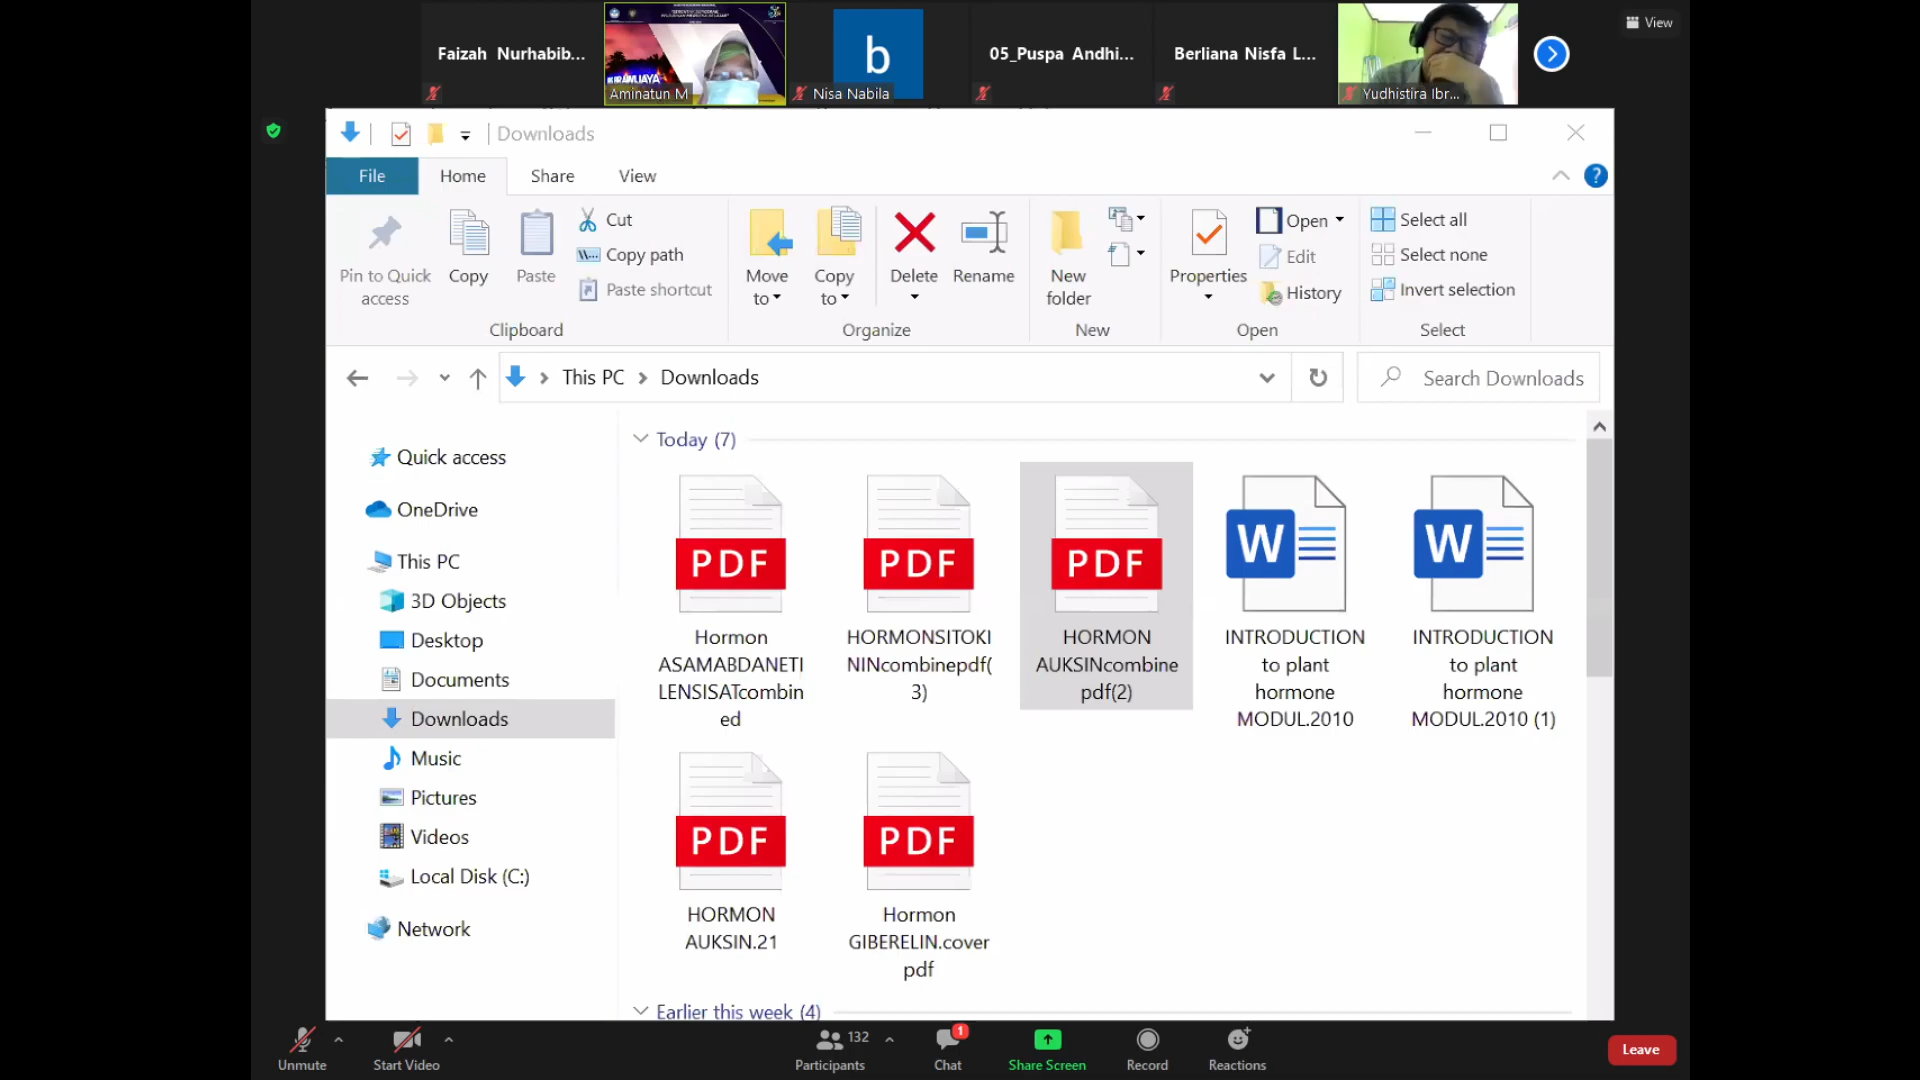 Faizah Nurhabib...
Aminatun M
b
Nisa Nabila
05_Puspa Andhi...
Berliana Nisfa L...
Yudhistira Ibr...
View
Downloads
File
Home
Share
View
Pin to Quick
access
Copy
Paste
Cut
Copy path
Paste shortcut
Clipboard
Move
to
Copy
to
Delete
Rename
Organize
New
folder
New
Properties
Open
Edit
History
Open
Select all
Select none
Invert selection
Select
This PC
Downloads
Search Downloads
Quick access
OneDrive
This PC
3D Objects
Desktop
Documents
Downloads
Music
Pictures
Videos
Local Disk (C:)
Network
Today (7)
PDF
Hormon
ASAMABDANETI
LENSISATcombin
ed
PDF
HORMONSITOKI
NINcombinepdf(
3)
PDF
HORMON
AUKSINcombine
pdf(2)
W
INTRODUCTION
to plant
hormone
MODUL.2010
W
INTRODUCTION
to plant
hormone
MODUL.2010 (1)
PDF
HORMON
AUKSIN.21
PDF
Hormon
GIBERELIN.cover
pdf
Earlier this week (4)
Unmute
Start Video
132
Participants
1
Chat
Share Screen
Record
Reactions
Leave